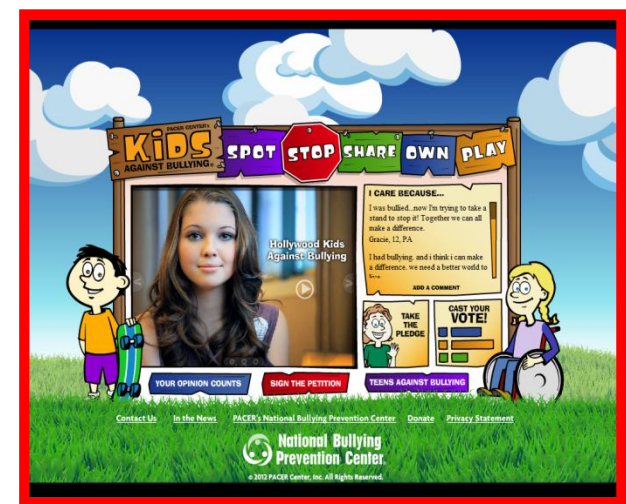 PACER CENTER'S
KiDS
AGAINST BULLYING®
SPOT STOP SHARE OWN PLAY
Hollywood Kids
Against Bullying
I CARE BECAUSE...
I was bullied...now I'm trying to take a
stand to stop it! Together we can all
make a difference.
Gracie, 12, PA
I had bullying, and i think i can make
a difference. we need a better world to
ADD A COMMENT
TAKE
THE
PLEDGE
CAST YOUR
VOTE!
YOUR OPINION COUNTS SIGN THE PETITION TEENS AGAINST BULLYING
Contact Us In the News PACER's National Bullying Prevention Center Donate Privacy Statement
National Bullying
Prevention Center®
© 2012 PACER Center, Inc. All Rights Reserved.